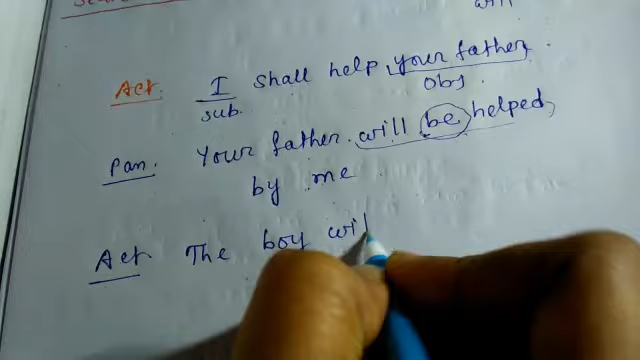 will
Act. I shall help, your father,
sub. obj.
Pas. Your father will be helped,
by me
Act. The boy wil